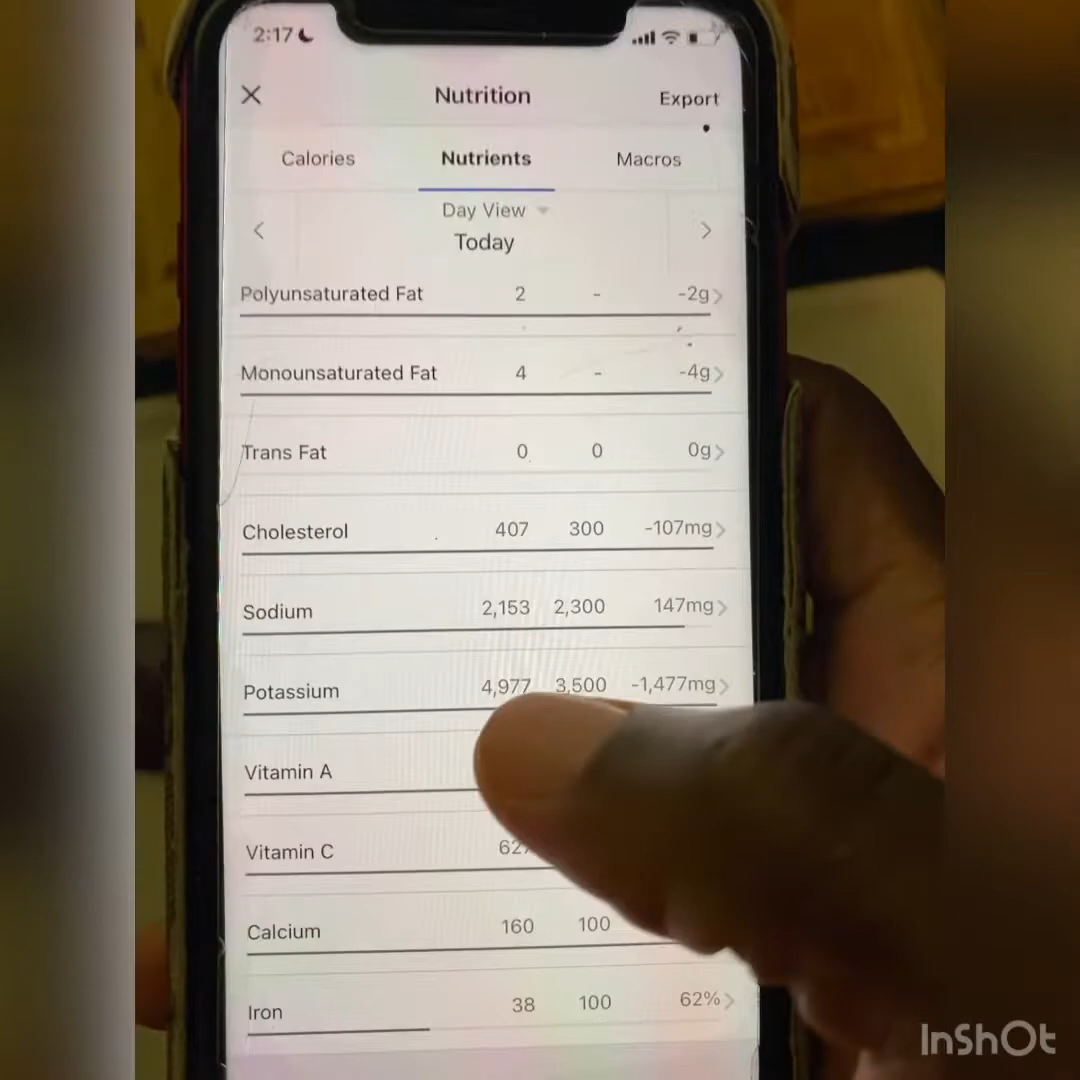 2:17
Nutrition
Export
Calories Nutrients Macros
Day View
Today
Polyunsaturated Fat 2 - -2g
Monounsaturated Fat 4 - -4g
Trans Fat 0 0 0g
Cholesterol 407 300 -107mg
Sodium 2,153 2,300 147mg
Potassium 4,977 3,500 -1,477mg
Vitamin A
Vitamin C
Calcium 160 100
Iron 38 100 62%
InShOt